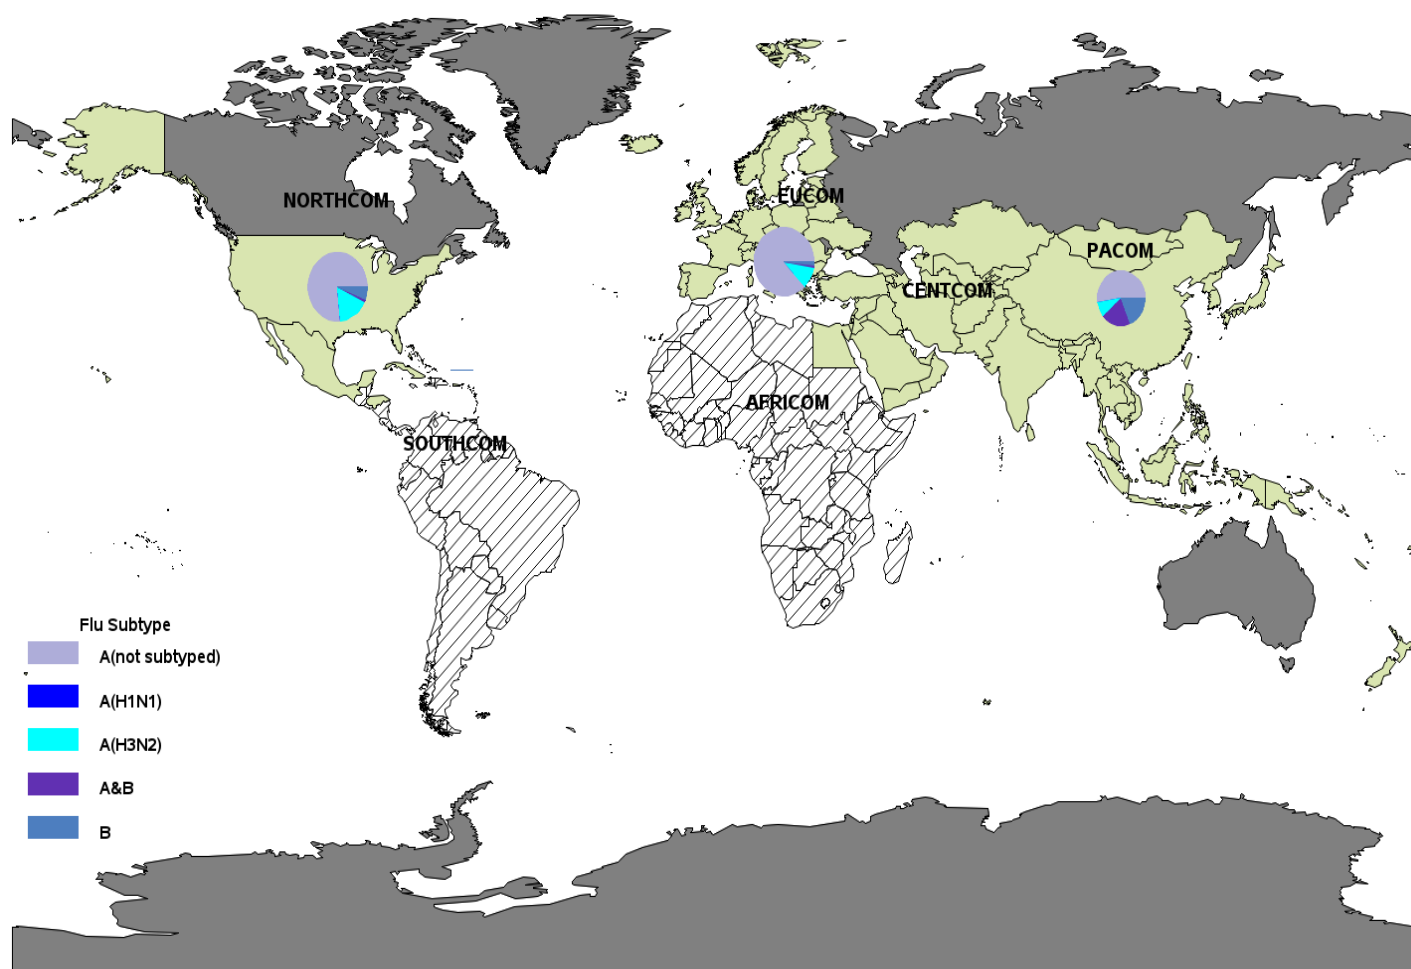 NORTHCOM
EUCOM
PACOM
CENTCOM
AFRICOM
SOUTHCOM
Flu Subtype
A(not subtyped)
A(H1N1)
A(H3N2)
A&B
B